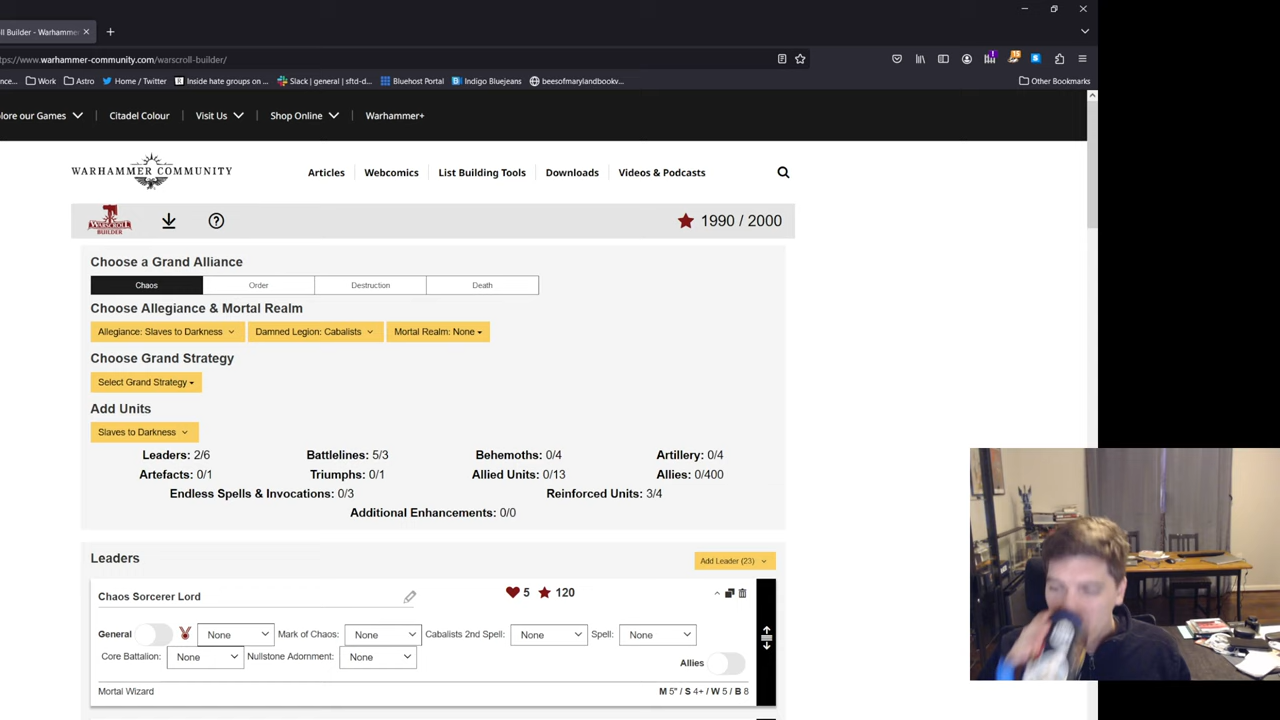 ll Builder - Warhammer
ttps://www.warhammer-community.com/warscroll-builder/
nce... Work Astro Home / Twitter Inside hate groups on ... Slack | general | sftd-t... Bluehost Portal Indigo Bluejeans beesofmarylandbookv... Other Bookmarks
lore our Games Citadel Colour Visit Us Shop Online Warhammer+
WARHAMMER COMMUNITY Articles Webcomics List Building Tools Downloads Videos & Podcasts
WARSCROLL BUILDER 1990 / 2000
Choose a Grand Alliance
Chaos Order Destruction Death
Choose Allegiance & Mortal Realm
Allegiance: Slaves to Darkness Damned Legion: Cabalists Mortal Realm: None
Choose Grand Strategy
Select Grand Strategy
Add Units
Slaves to Darkness
Leaders: 2/6 Battlelines: 5/3 Behemoths: 0/4 Artillery: 0/4
Artefacts: 0/1 Triumphs: 0/1 Allied Units: 0/13 Allies: 0/400
Endless Spells & Invocations: 0/3 Reinforced Units: 3/4
Additional Enhancements: 0/0
Leaders Add Leader (23)
Chaos Sorcerer Lord 5 120
General None Mark of Chaos: None Cabalists 2nd Spell: None Spell: None
Core Battalion: None Nullstone Adornment: None
Allies
Mortal Wizard M 5" / S 4+ / W 5 / B 8